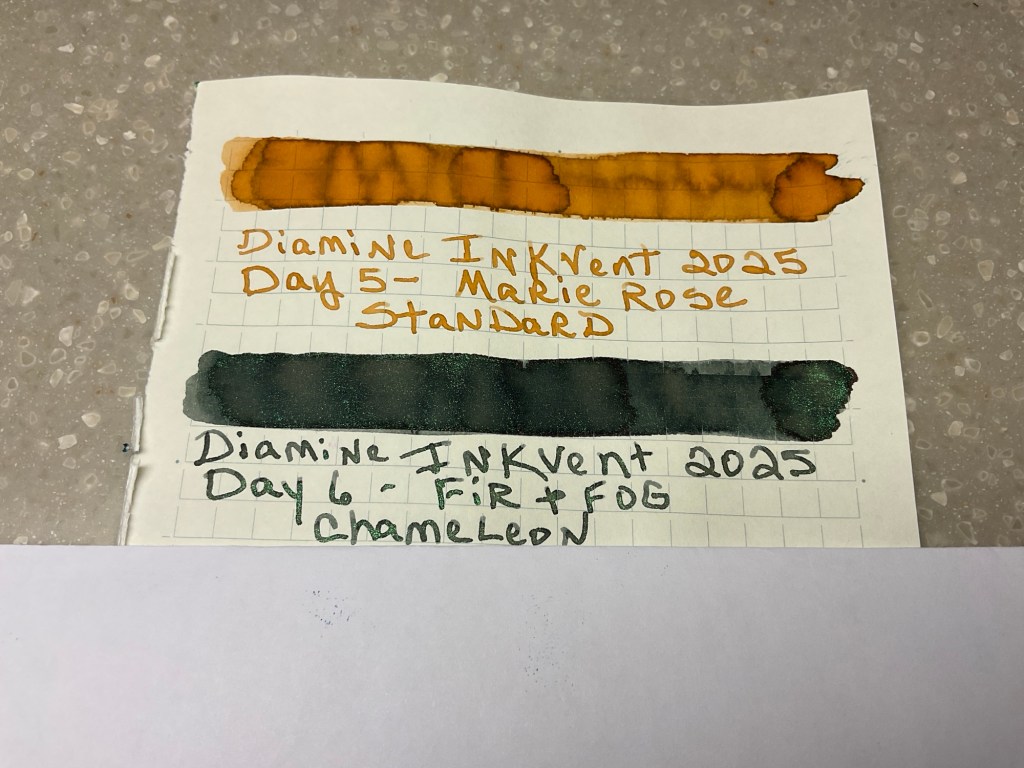 Diamine Inkvent 2025
Day 5- Marie Rose
Standard
Diamine Inkvent 2025
Day 6 - Fir + Fog
Chameleon